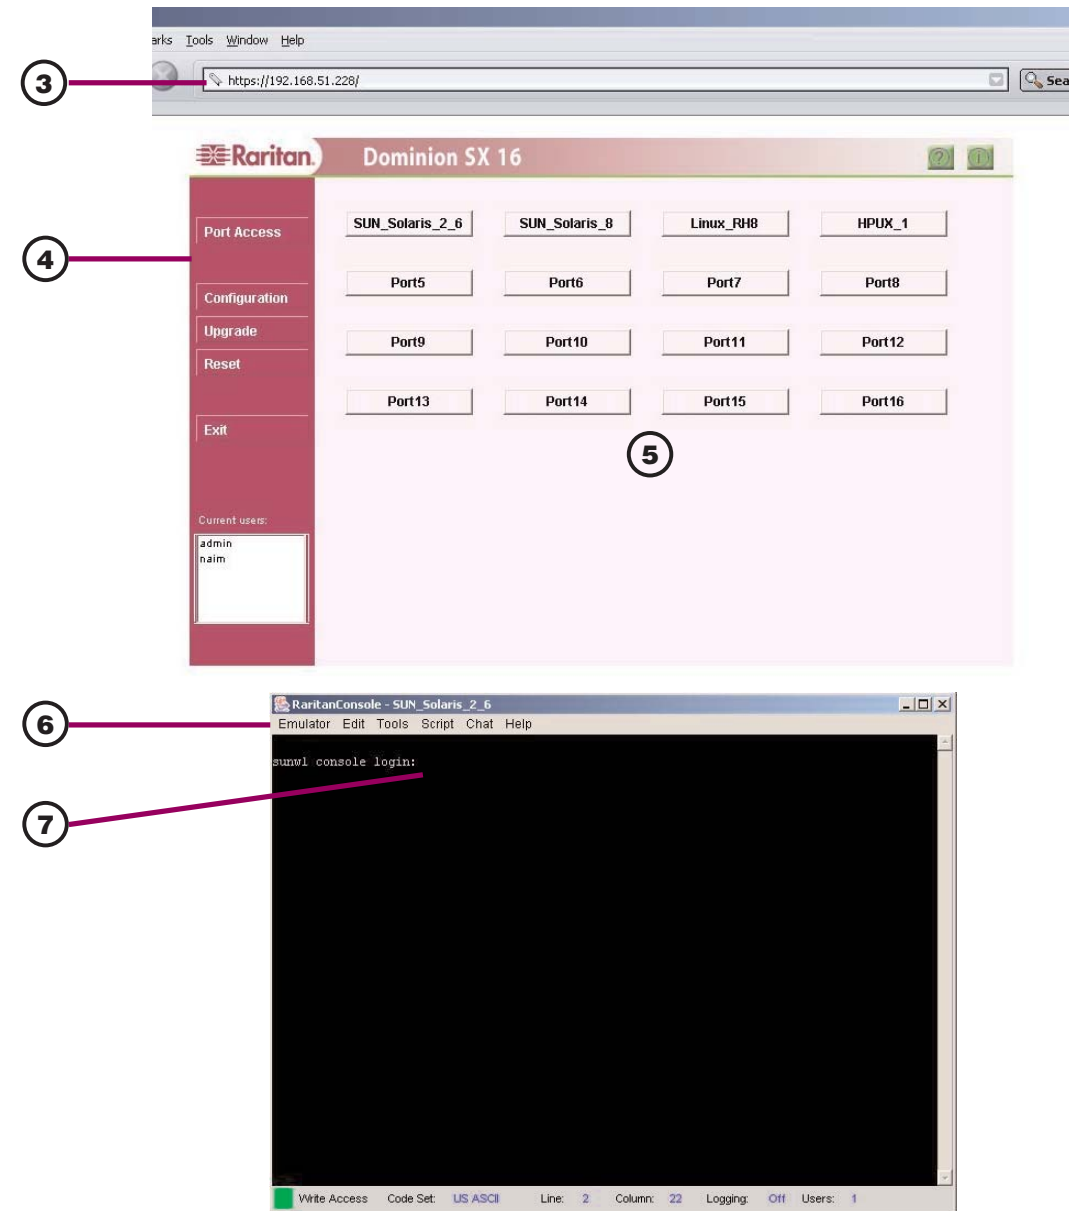 arks Tools Window Help
3
https://192.168.51.228/
Sea
Raritan.
Dominion SX 16
?
i
4
Port Access
Configuration
Upgrade
Reset
Exit
SUN_Solaris_2_6 SUN_Solaris_8 Linux_RH8 HPUX_1
Port5 Port6 Port7 Port8
Port9 Port10 Port11 Port12
Port13 Port14 Port15 Port16
5
Current users:
admin
naim
6
RaritanConsole - SUN_Solaris_2_6
Emulator Edit Tools Script Chat Help
sunwl console login:
7
Write Access Code Set: US ASCII Line: 2 Column: 22 Logging: Off Users: 1